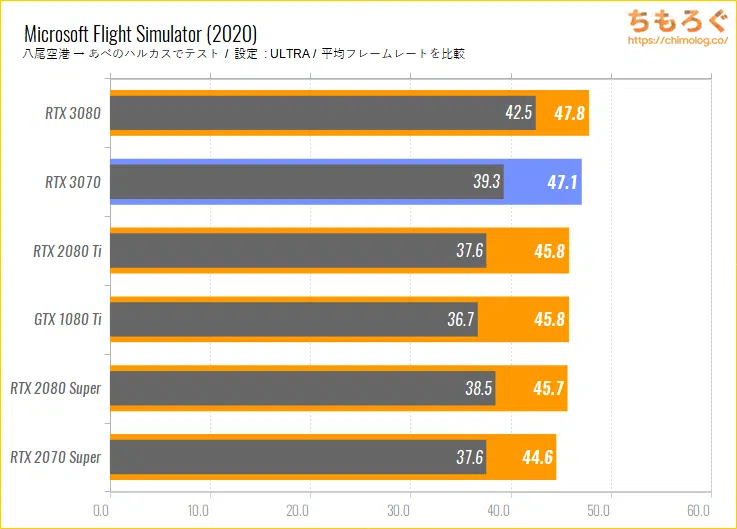 ちもろぐ
https://chimolog.co/
Microsoft Flight Simulator (2020)
八尾空港 → あべのハルカスでテスト / 設定 : ULTRA / 平均フレームレートを比較
RTX 3080 42.5 47.8
RTX 3070 39.3 47.1
RTX 2080 Ti 37.6 45.8
GTX 1080 Ti 36.7 45.8
RTX 2080 Super 38.5 45.7
RTX 2070 Super 37.6 44.6
0.0 10.0 20.0 30.0 40.0 50.0 60.0